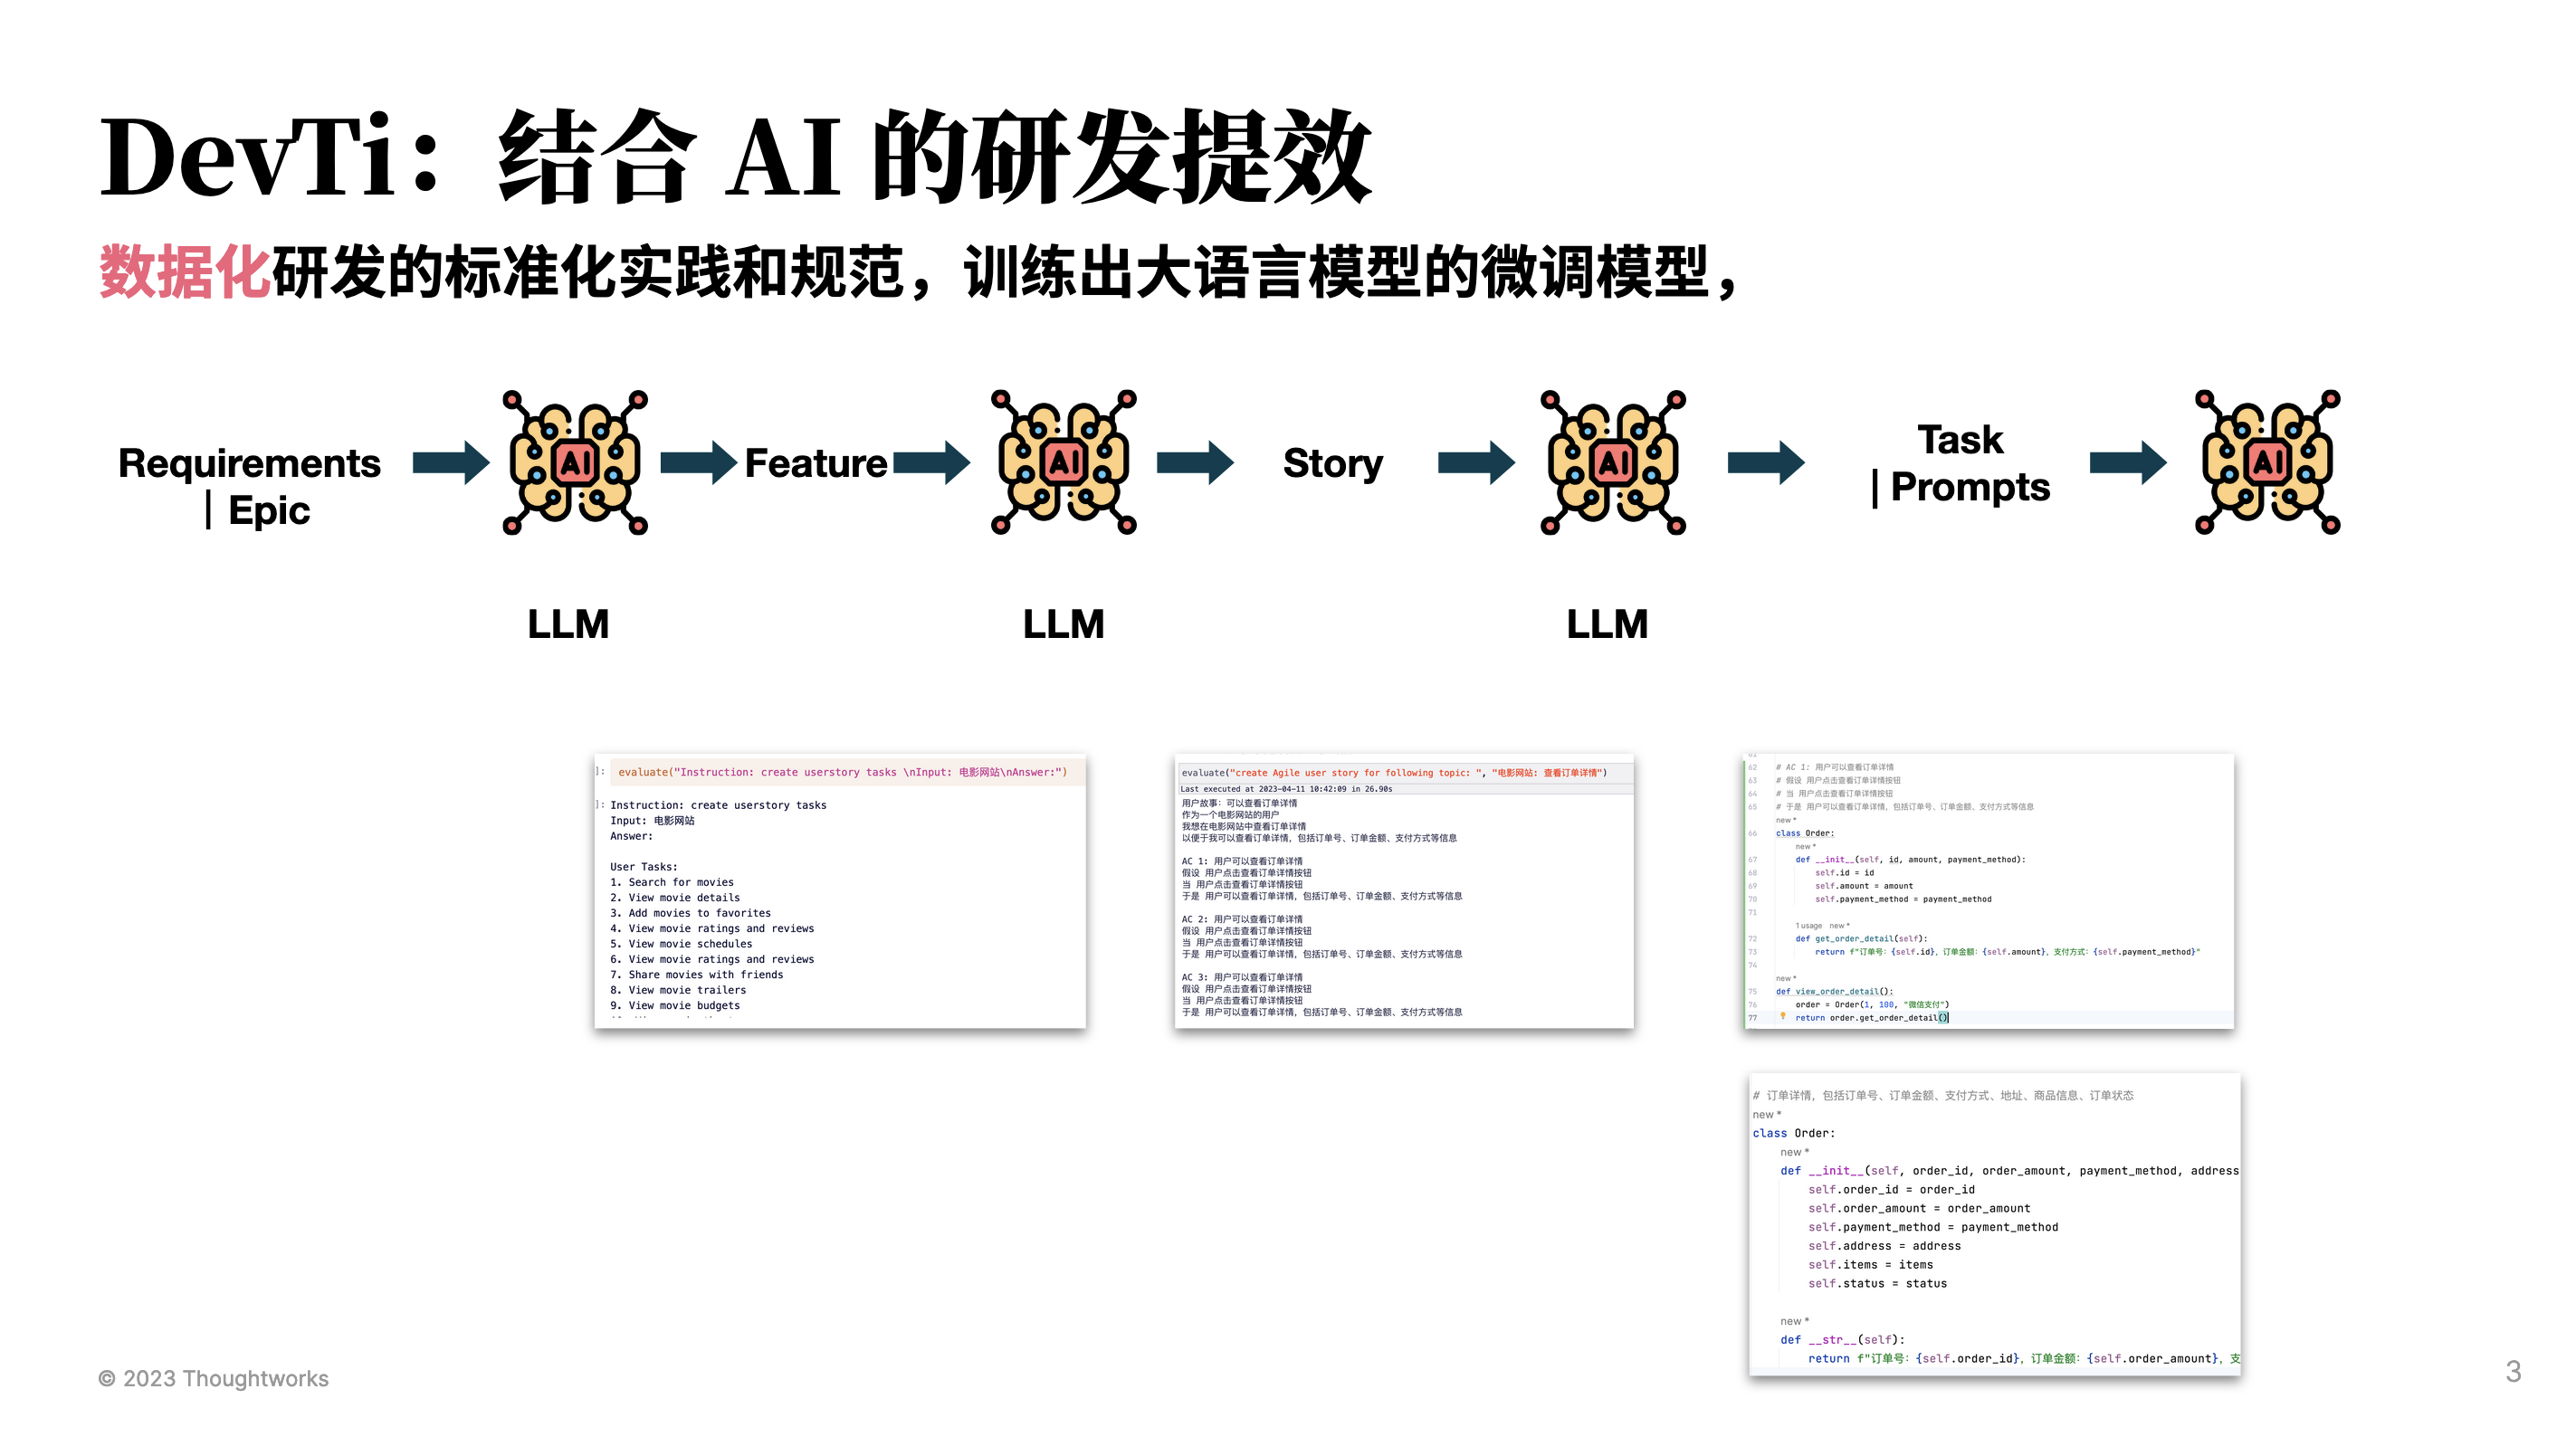 DevTi：结合 AI 的研发提效
数据化研发的标准化实践和规范，训练出大语言模型的微调模型，
Requirements
| Epic
AI
Feature
AI
Story
AI
Task
| Prompts
AI
LLM
LLM
LLM
]: evaluate("Instruction: create userstory tasks \nInput: 电影网站\nAnswer:")
]: Instruction: create userstory tasks
Input: 电影网站
Answer:
User Tasks:
1. Search for movies
2. View movie details
3. Add movies to favorites
4. View movie ratings and reviews
5. View movie schedules
6. View movie ratings and reviews
7. Share movies with friends
8. View movie trailers
9. View movie budgets
evaluate("create Agile user story for following topic: ", "电影网站: 查看订单详情")
Last executed at 2023-04-11 10:42:09 in 26.90s
用户故事: 可以查看订单详情
作为一个电影网站的用户
我想在电影网站中查看订单详情
以便于我可以查看订单详情，包括订单号、订单金额、支付方式等信息
AC 1: 用户可以查看订单详情
假设 用户点击查看订单详情按钮
当 用户点击查看订单详情按钮
于是 用户可以查看订单详情，包括订单号、订单金额、支付方式等信息
AC 2: 用户可以查看订单详情
假设 用户点击查看订单详情按钮
当 用户点击查看订单详情按钮
于是 用户可以查看订单详情，包括订单号、订单金额、支付方式等信息
AC 3: 用户可以查看订单详情
假设 用户点击查看订单详情按钮
当 用户点击查看订单详情按钮
于是 用户可以查看订单详情，包括订单号、订单金额、支付方式等信息
62 # AC 1: 用户可以查看订单详情
63 # 假设 用户点击查看订单详情按钮
64 # 当 用户点击查看订单详情按钮
65 # 于是 用户可以查看订单详情，包括订单号、订单金额、支付方式等信息
new *
66 class Order:
new *
67 def __init__(self, id, amount, payment_method):
68 self.id = id
69 self.amount = amount
70 self.payment_method = payment_method
71
1 usage new *
72 def get_order_detail(self):
73 return f"订单号: {self.id}, 订单金额: {self.amount}, 支付方式: {self.payment_method}"
74
new *
75 def view_order_detail():
76 order = Order(1, 100, "微信支付")
77 return order.get_order_detail()
# 订单详情，包括订单号、订单金额、支付方式、地址、商品信息、订单状态
new *
class Order:
new *
def __init__(self, order_id, order_amount, payment_method, address
self.order_id = order_id
self.order_amount = order_amount
self.payment_method = payment_method
self.address = address
self.items = items
self.status = status
new *
def __str__(self):
return f"订单号: {self.order_id}, 订单金额: {self.order_amount}, 支
© 2023 Thoughtworks
3